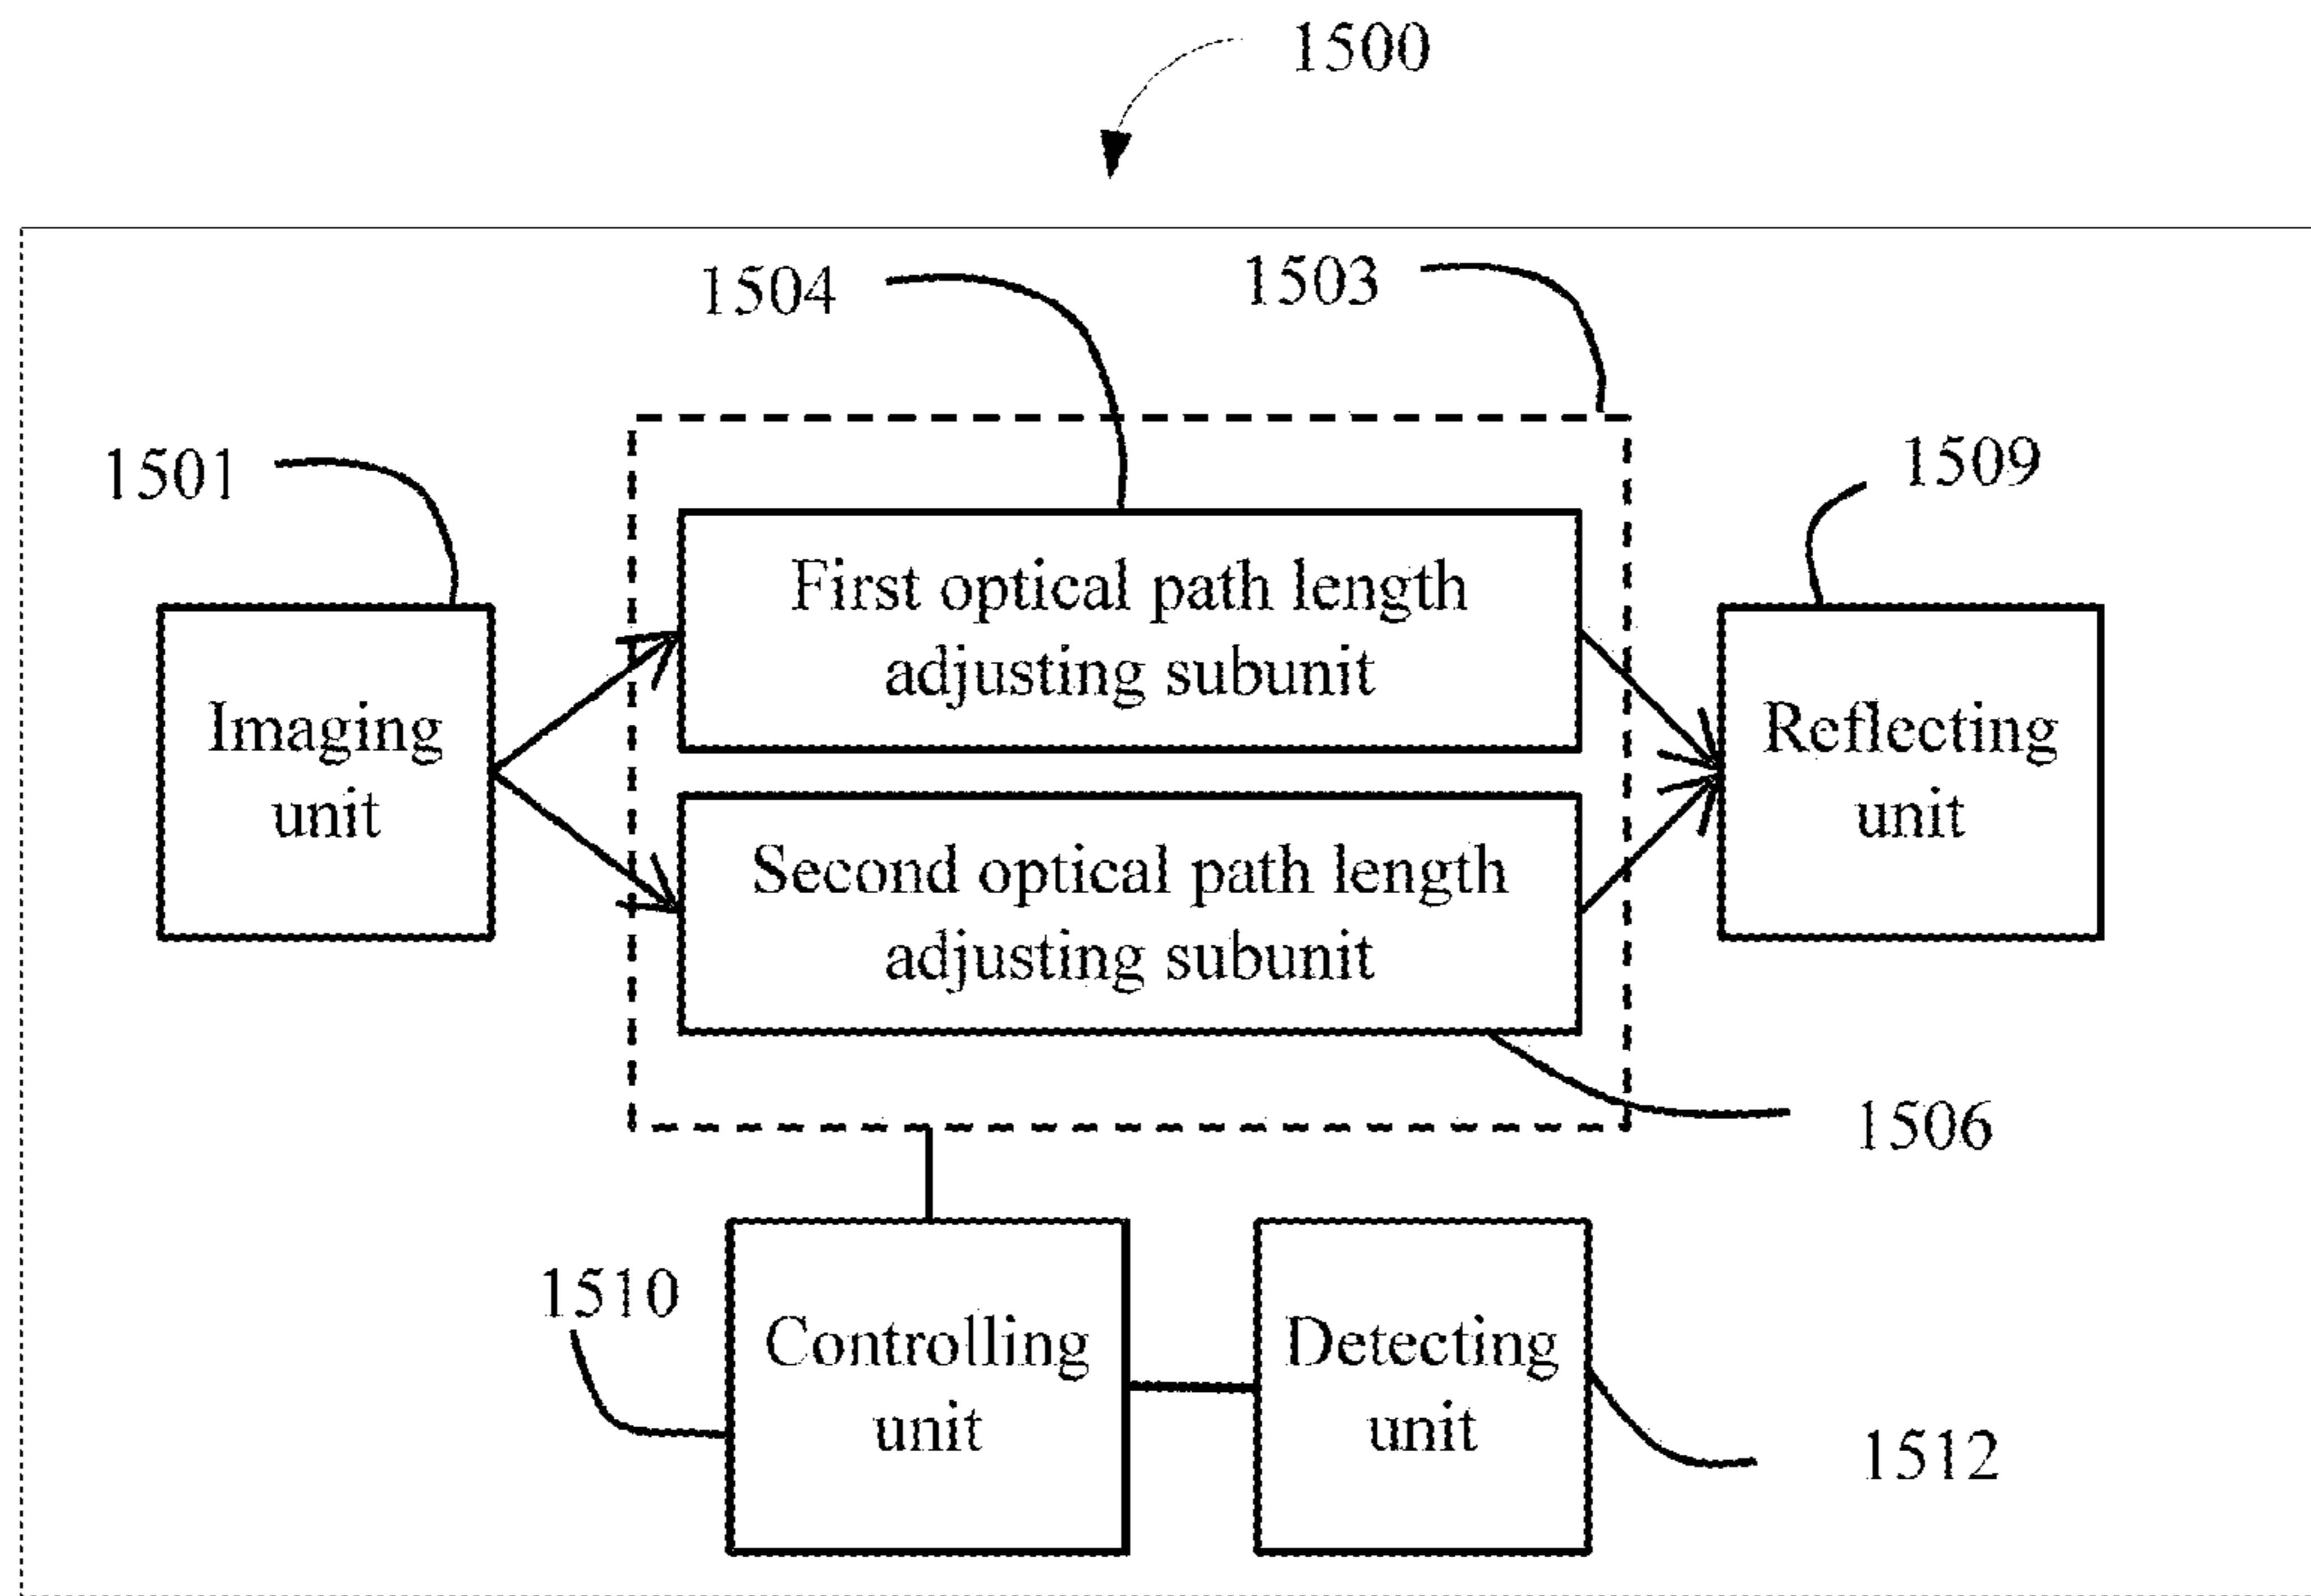 1500
1504
1503
1501
1509
First optical path length
adjusting subunit
Imaging
unit
Reflecting
unit
Second optical path length
adjusting subunit
1506
1510
Controlling
unit
Detecting
unit
1512